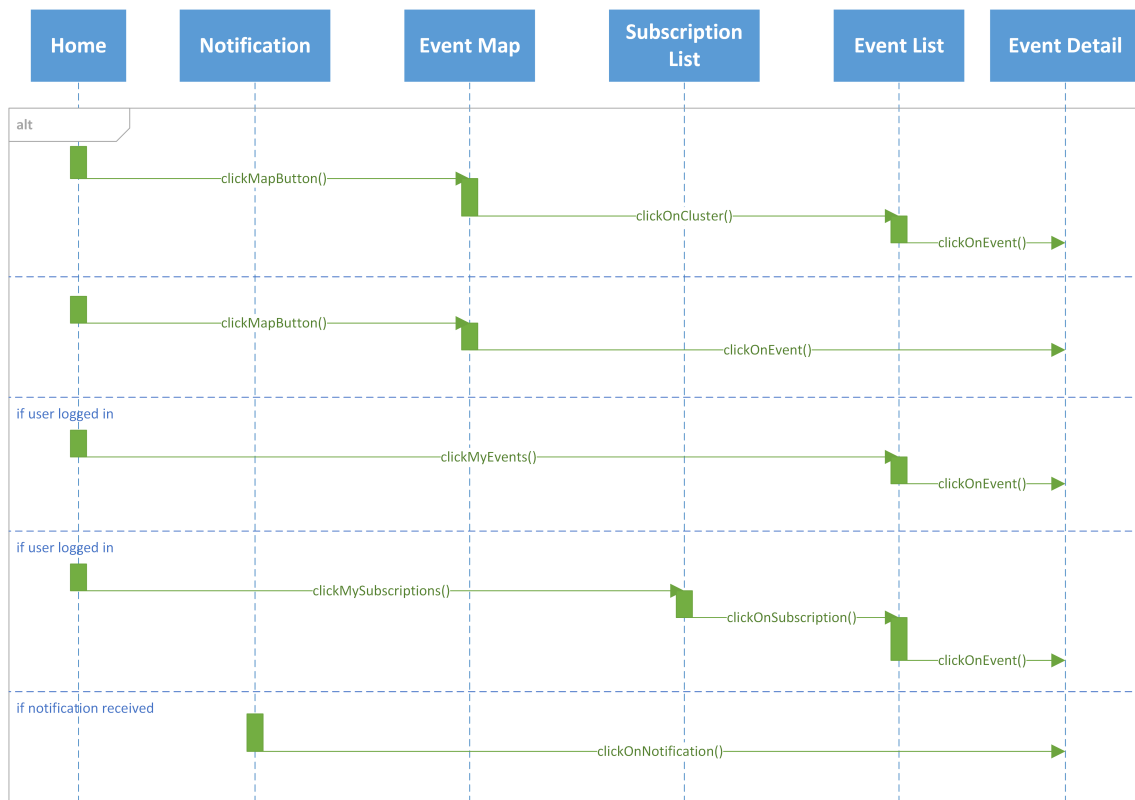 Home
Notification
Event Map
Subscription
List
Event List
Event Detail
alt
clickMapButton()
clickOnCluster()
clickOnEvent()
clickMapButton()
clickOnEvent()
if user logged in
clickMyEvents()
clickOnEvent()
if user logged in
clickMySubscriptions()
clickOnSubscription()
clickOnEvent()
if notification received
clickOnNotification()